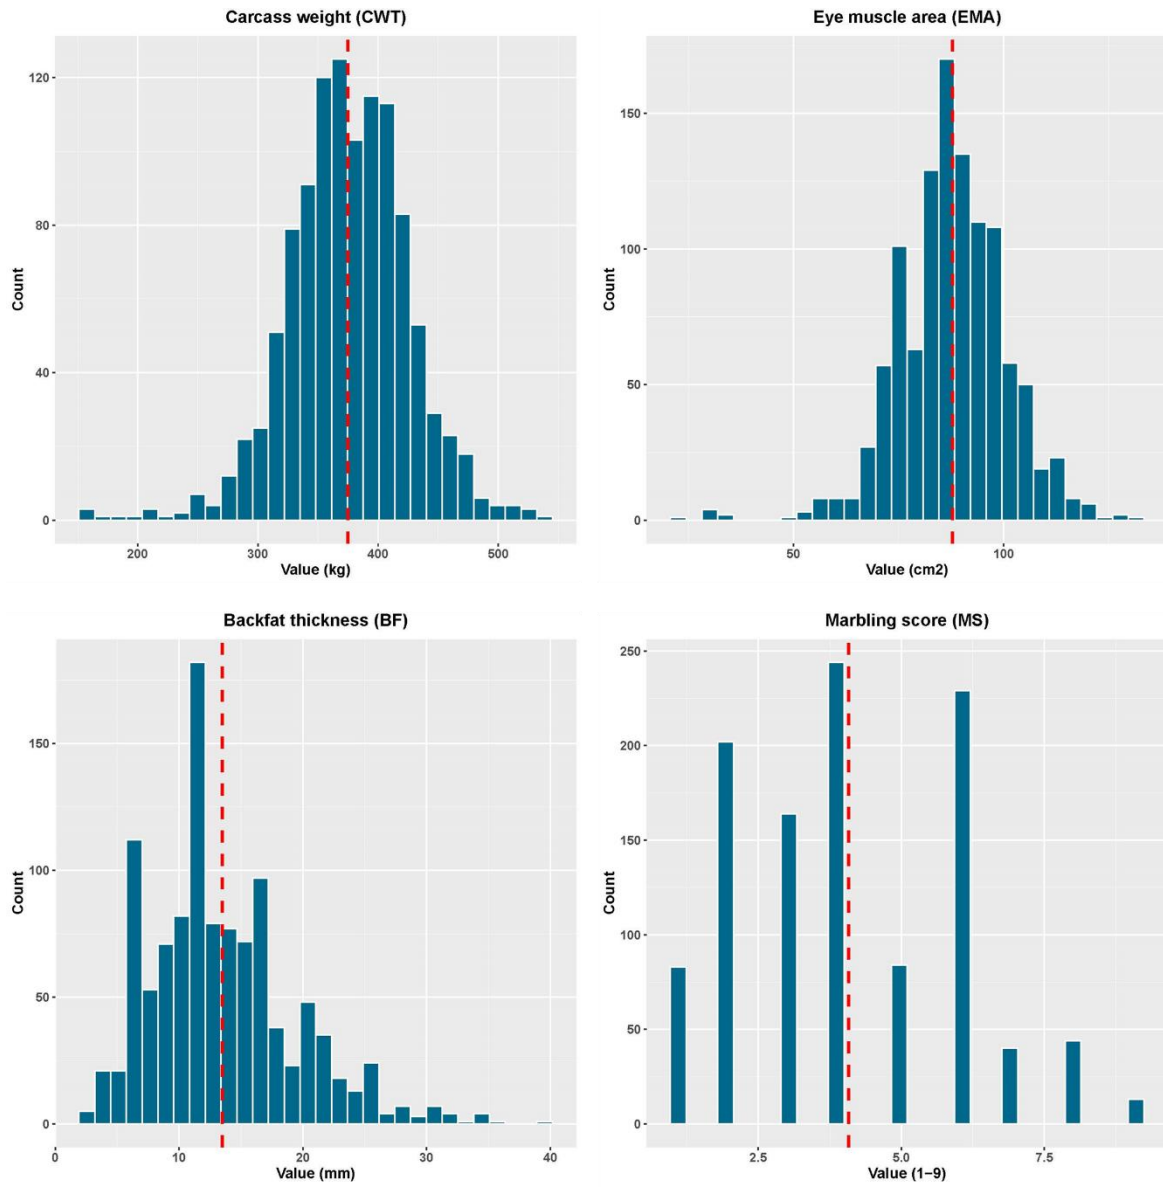 Carcass weight (CWT)
120
80
40
0
Count
200
300
400
500
Value (kg)
Eye muscle area (EMA)
150
100
50
0
Count
50
100
Value (cm2)
Backfat thickness (BF)
150
100
50
0
Count
0
10
20
30
40
Value (mm)
Marbling score (MS)
250
200
150
100
50
0
Count
2.5
5.0
7.5
Value (1−9)